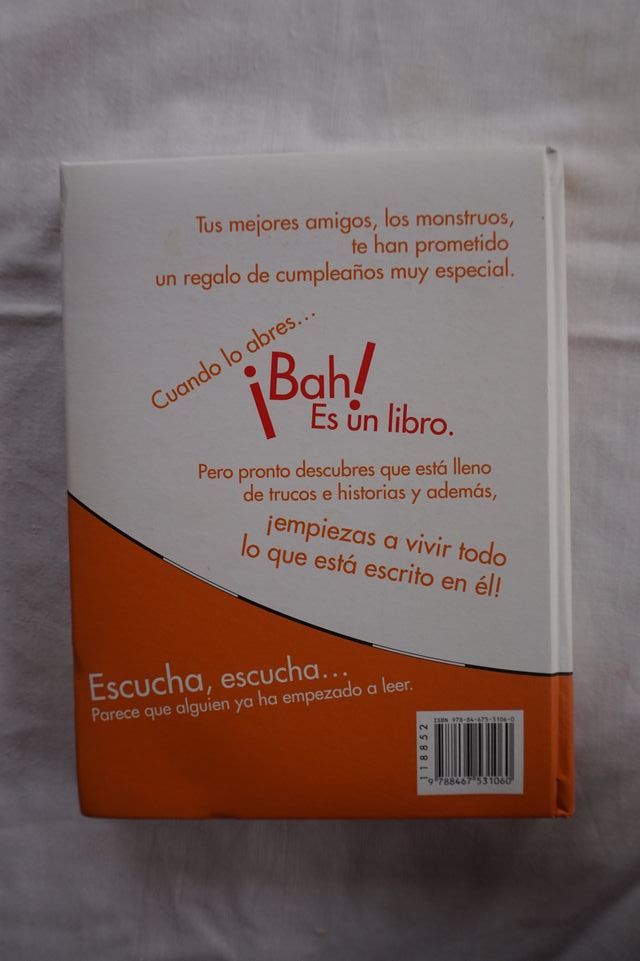 Tus mejores amigos, los monstruos,
te han prometido
un regalo de cumpleaños muy especial.
Cuando lo abres...
¡Bah!
Es un libro.
Pero pronto descubres que está lleno
de trucos e historias y además,
¡empiezas a vivir todo
lo que está escrito en él!
Escucha, escucha...
Parece que alguien ya ha empezado a leer.
ISBN 978-84-675-3106-0
118852
9 788467 531060